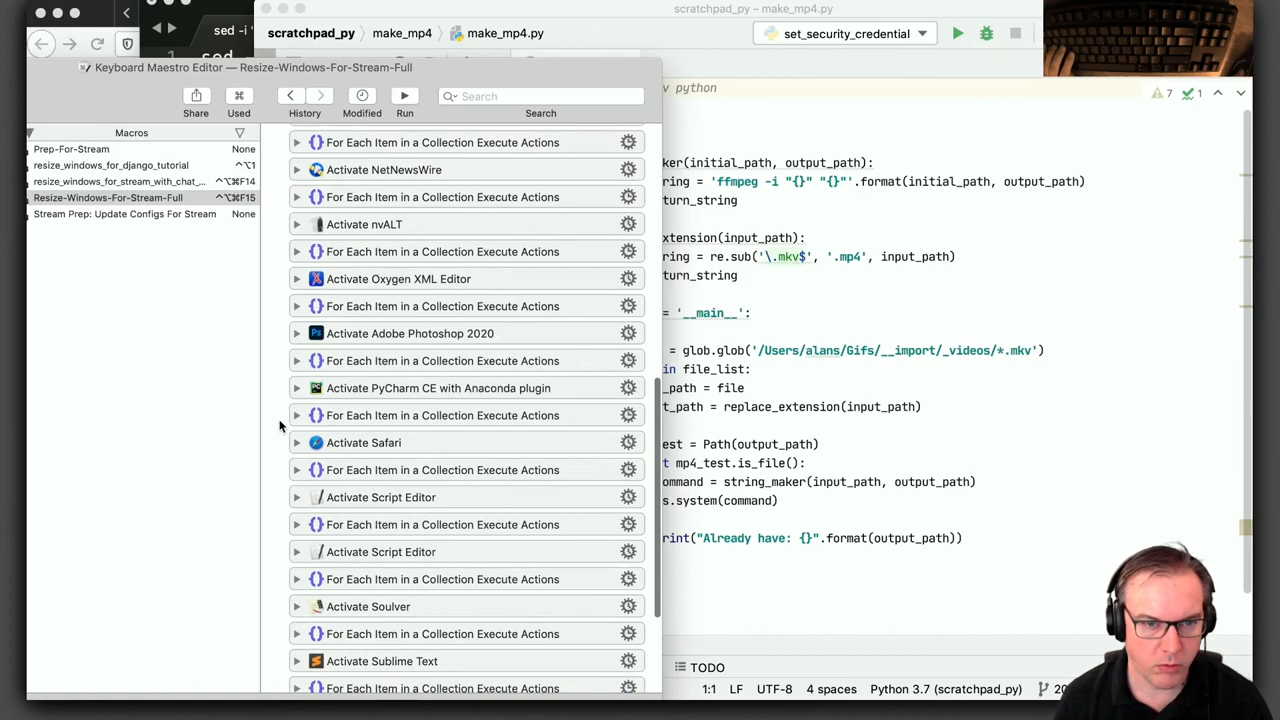 scratchpad_py — make_mp4.py
sed -i '
sed
scratchpad_py
make_mp4
make_mp4.py
set_security_credential
Keyboard Maestro Editor — Resize-Windows-For-Stream-Full
v python
7
1
Search
Share
Used
History
Modified
Run
Search
Macros
Prep-For-Stream None
resize_windows_for_django_tutorial ^⌥1
resize_windows_for_stream_with_chat_... ^⌥⌘F14
Resize-Windows-For-Stream-Full ^⌥⌘F15
Stream Prep: Update Configs For Stream None
For Each Item in a Collection Execute Actions
Activate NetNewsWire
For Each Item in a Collection Execute Actions
Activate nvALT
For Each Item in a Collection Execute Actions
Activate Oxygen XML Editor
For Each Item in a Collection Execute Actions
Activate Adobe Photoshop 2020
For Each Item in a Collection Execute Actions
Activate PyCharm CE with Anaconda plugin
For Each Item in a Collection Execute Actions
Activate Safari
For Each Item in a Collection Execute Actions
Activate Script Editor
For Each Item in a Collection Execute Actions
Activate Script Editor
For Each Item in a Collection Execute Actions
Activate Soulver
For Each Item in a Collection Execute Actions
Activate Sublime Text
For Each Item in a Collection Execute Actions
ker(initial_path, output_path):
ring = 'ffmpeg -i "{}" "{}"'.format(initial_path, output_path)
turn_string
xtension(input_path):
ring = re.sub('\.mkv$', '.mp4', input_path)
turn_string
= '__main__':
= glob.glob('/Users/alans/Gifs/__import/_videos/*.mkv')
in file_list:
_path = file
t_path = replace_extension(input_path)
est = Path(output_path)
t mp4_test.is_file():
ommand = string_maker(input_path, output_path)
s.system(command)
rint("Already have: {}".format(output_path))
TODO
1:1 LF UTF-8 4 spaces Python 3.7 (scratchpad_py) 20